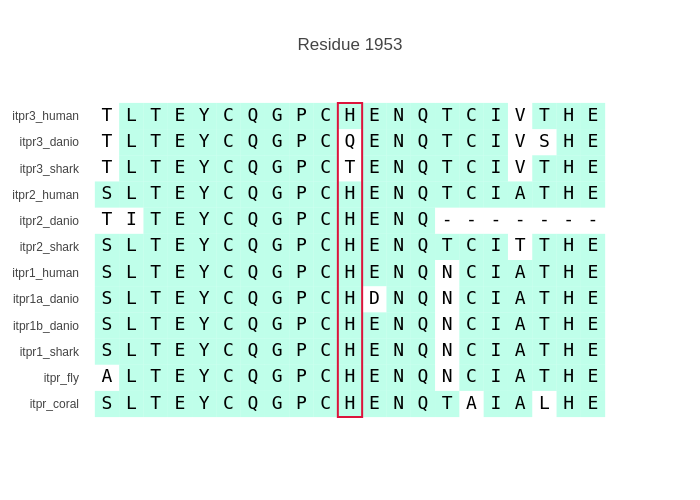 Residue 1953
itpr3_human T L T E Y C Q G P C H E N Q T C I V T H E
itpr3_danio T L T E Y C Q G P C Q E N Q T C I V S H E
itpr3_shark T L T E Y C Q G P C T E N Q T C I V T H E
itpr2_human S L T E Y C Q G P C H E N Q T C I A T H E
itpr2_danio T I T E Y C Q G P C H E N Q - - - - - - -
itpr2_shark S L T E Y C Q G P C H E N Q T C I T T H E
itpr1_human S L T E Y C Q G P C H E N Q N C I A T H E
itpr1a_danio S L T E Y C Q G P C H D N Q N C I A T H E
itpr1b_danio S L T E Y C Q G P C H E N Q N C I A T H E
itpr1_shark S L T E Y C Q G P C H E N Q N C I A T H E
itpr_fly A L T E Y C Q G P C H E N Q N C I A T H E
itpr_coral S L T E Y C Q G P C H E N Q T A I A L H E